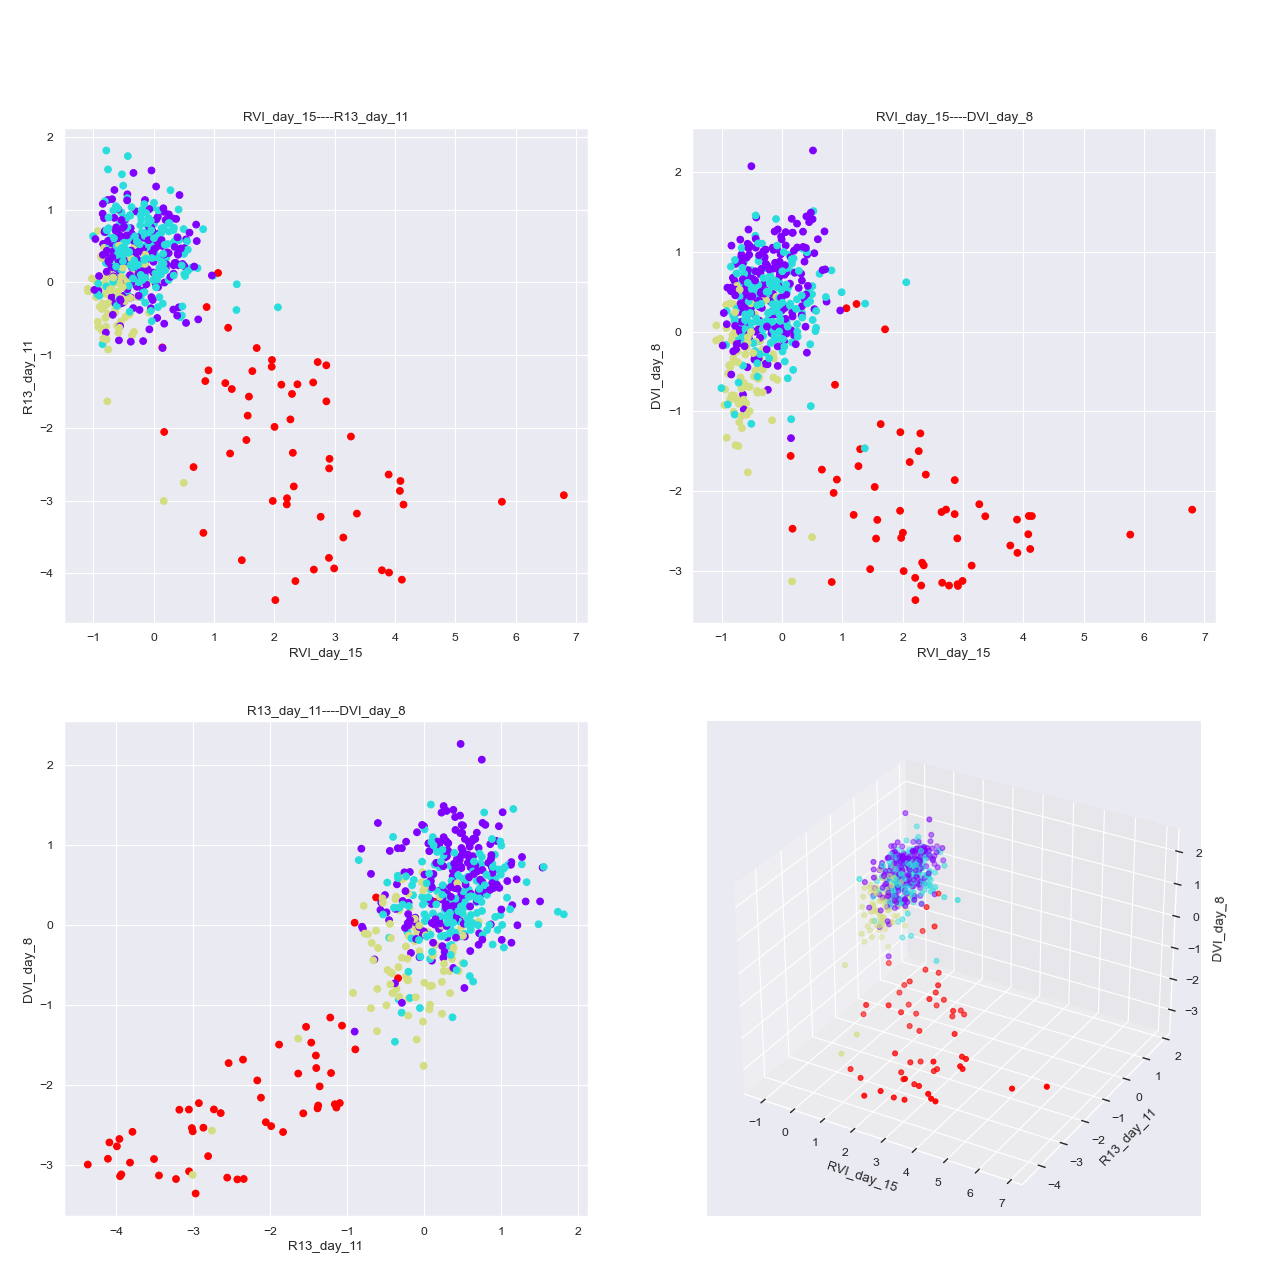 RVI_day_15----R13_day_11
2
1
0
−1
−2
−3
−4
R13_day_11
−1 0 1 2 3 4 5 6 7
RVI_day_15
RVI_day_15----DVI_day_8
2
1
0
−1
−2
−3
DVI_day_8
−1 0 1 2 3 4 5 6 7
RVI_day_15
R13_day_11----DVI_day_8
2
1
0
−1
−2
−3
DVI_day_8
−4 −3 −2 −1 0 1 2
R13_day_11
2
1
0
−1
−2
−3
DVI_day_8
2
1
0
−1
−2
−3
−4
R13_day_11
−1 0 1 2 3 4 5 6 7
RVI_day_15